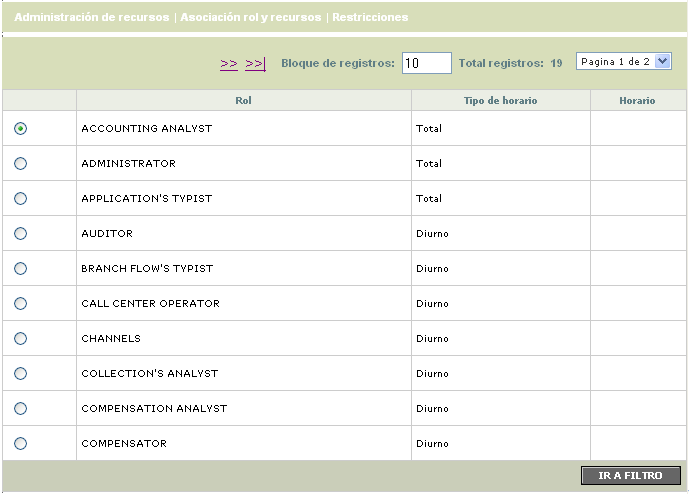 Administración de recursos | Asociación rol y recursos | Restricciones
>> >>| Bloque de registros: 10 Total registros: 19 Pagina 1 de 2
Rol Tipo de horario Horario
ACCOUNTING ANALYST Total
ADMINISTRATOR Total
APPLICATION'S TYPIST Total
AUDITOR Diurno
BRANCH FLOW'S TYPIST Diurno
CALL CENTER OPERATOR Diurno
CHANNELS Diurno
COLLECTION'S ANALYST Diurno
COMPENSATION ANALYST Diurno
COMPENSATOR Diurno
IR A FILTRO